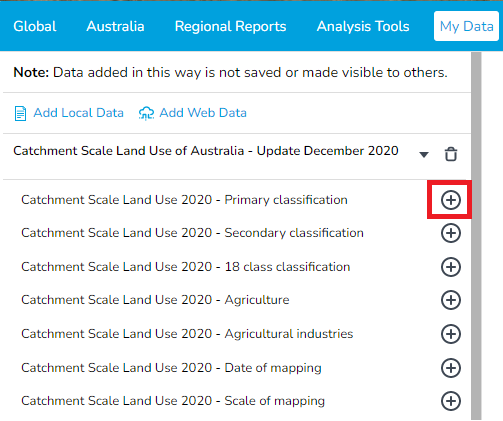 Global Australia Regional Reports Analysis Tools My Data
Note: Data added in this way is not saved or made visible to others.
Add Local Data Add Web Data
Catchment Scale Land Use of Australia - Update December 2020
Catchment Scale Land Use 2020 - Primary classification
Catchment Scale Land Use 2020 - Secondary classification
Catchment Scale Land Use 2020 - 18 class classification
Catchment Scale Land Use 2020 - Agriculture
Catchment Scale Land Use 2020 - Agricultural industries
Catchment Scale Land Use 2020 - Date of mapping
Catchment Scale Land Use 2020 - Scale of mapping